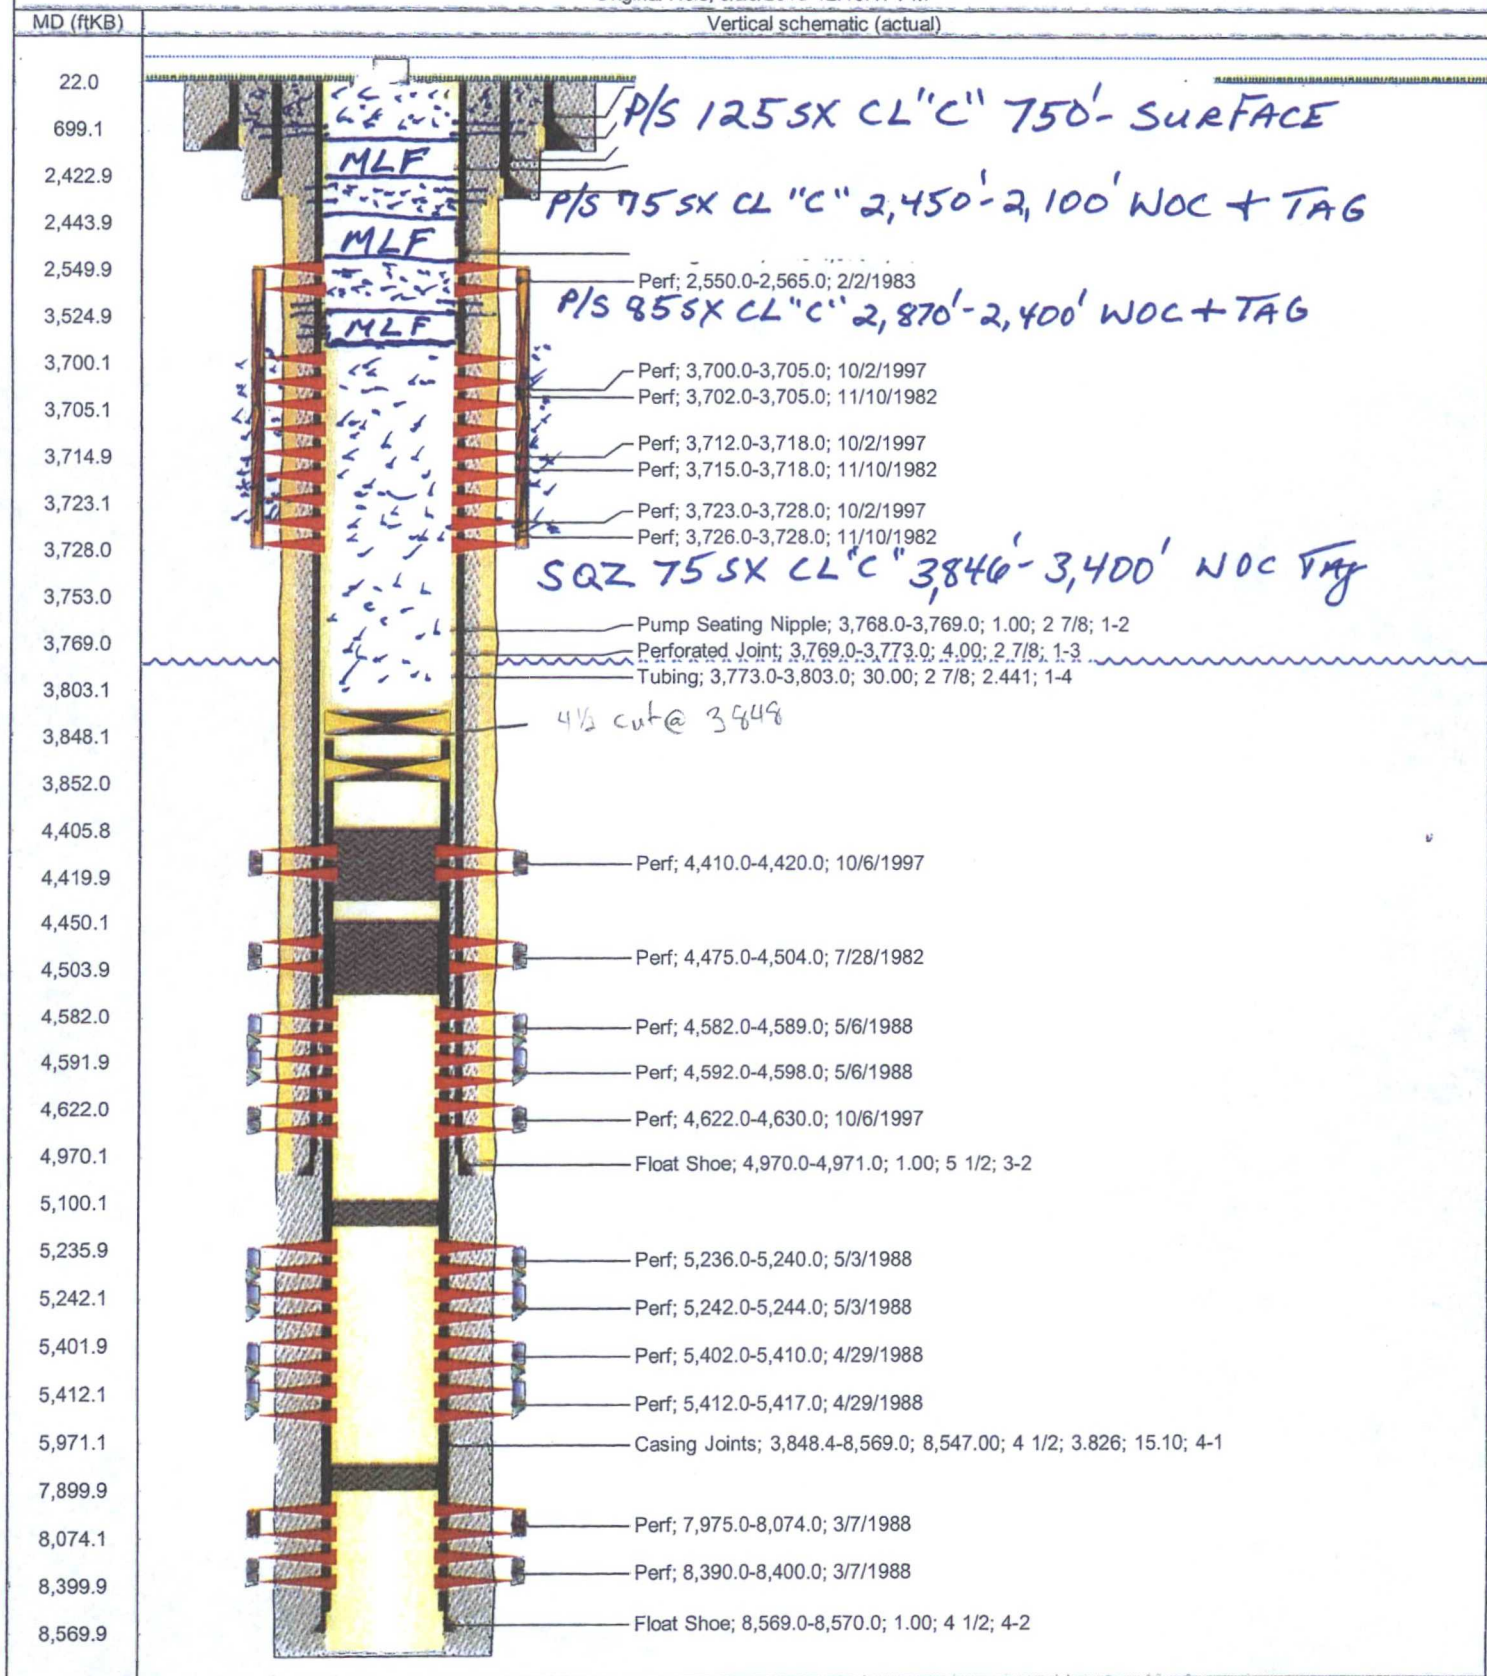 MD (ftKB)
Vertical schematic (actual)
22.0
P/S 125 SX CL "C" 750' - SURFACE
699.1
MLF
2,422.9
P/S 75 SX CL "C" 2,450' - 2,100' WOC + TAG
2,443.9
MLF
2,549.9
Perf; 2,550.0-2,565.0; 2/2/1983
P/S 85 SX CL "C" 2,870' - 2,400' WOC + TAG
3,524.9
MLF
3,700.1
Perf; 3,700.0-3,705.0; 10/2/1997
Perf; 3,702.0-3,705.0; 11/10/1982
3,705.1
Perf; 3,712.0-3,718.0; 10/2/1997
3,714.9
Perf; 3,715.0-3,718.0; 11/10/1982
3,723.1
Perf; 3,723.0-3,728.0; 10/2/1997
Perf; 3,726.0-3,728.0; 11/10/1982
3,728.0
SQZ 75 SX CL "C" 3,846' - 3,400' WOC TAG
3,753.0
Pump Seating Nipple; 3,768.0-3,769.0; 1.00; 2 7/8; 1-2
3,769.0
Perforated Joint; 3,769.0-3,773.0; 4.00; 2 7/8; 1-3
Tubing; 3,773.0-3,803.0; 30.00; 2 7/8; 2.441; 1-4
3,803.1
4½ cut @ 3848
3,848.1
3,852.0
4,405.8
Perf; 4,410.0-4,420.0; 10/6/1997
4,419.9
4,450.1
Perf; 4,475.0-4,504.0; 7/28/1982
4,503.9
4,582.0
Perf; 4,582.0-4,589.0; 5/6/1988
4,591.9
Perf; 4,592.0-4,598.0; 5/6/1988
4,622.0
Perf; 4,622.0-4,630.0; 10/6/1997
4,970.1
Float Shoe; 4,970.0-4,971.0; 1.00; 5 1/2; 3-2
5,100.1
5,235.9
Perf; 5,236.0-5,240.0; 5/3/1988
5,242.1
Perf; 5,242.0-5,244.0; 5/3/1988
5,401.9
Perf; 5,402.0-5,410.0; 4/29/1988
5,412.1
Perf; 5,412.0-5,417.0; 4/29/1988
5,971.1
Casing Joints; 3,848.4-8,569.0; 8,547.00; 4 1/2; 3.826; 15.10; 4-1
7,899.9
Perf; 7,975.0-8,074.0; 3/7/1988
8,074.1
Perf; 8,390.0-8,400.0; 3/7/1988
8,399.9
Float Shoe; 8,569.0-8,570.0; 1.00; 4 1/2; 4-2
8,569.9